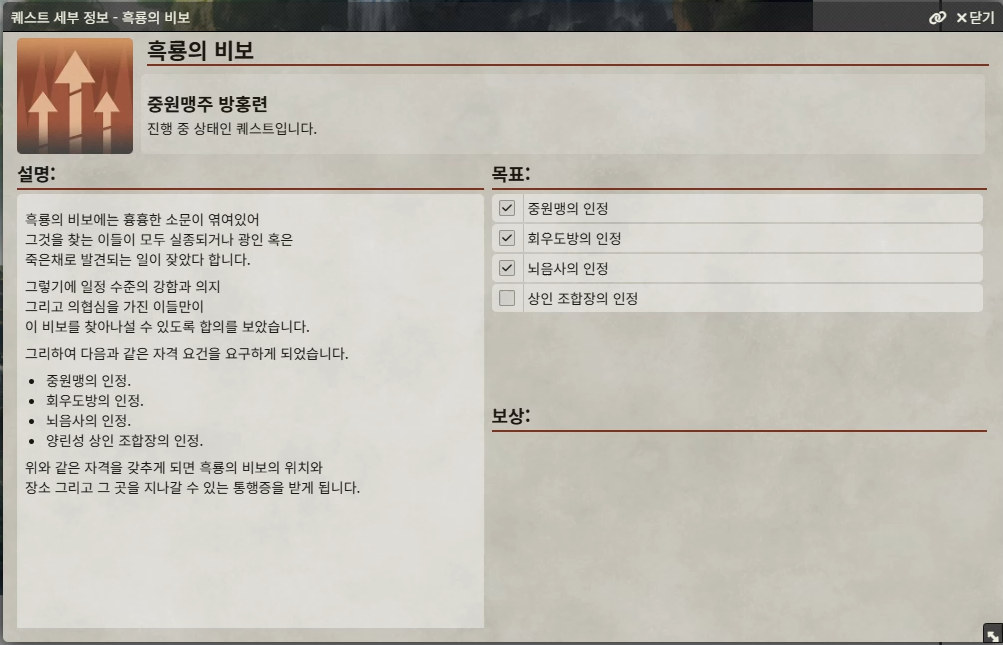 퀘스트 세부 정보 - 흑룡의 비보
닫기
흑룡의 비보
중원맹주 방홍련
진행 중 상태인 퀘스트입니다.
설명:
흑룡의 비보에는 흉흉한 소문이 엮여있어
그것을 찾는 이들이 모두 실종되거나 광인 혹은
죽은채로 발견되는 일이 잦았다 합니다.
그렇기에 일정 수준의 강함과 의지
그리고 의협심을 가진 이들만이
이 비보를 찾아나설 수 있도록 합의를 보았습니다.
그리하여 다음과 같은 자격 요건을 요구하게 되었습니다.
• 중원맹의 인정.
• 회우도방의 인정.
• 뇌음사의 인정.
• 양린성 상인 조합장의 인정.
위와 같은 자격을 갖추게 되면 흑룡의 비보의 위치와
장소 그리고 그 곳을 지나갈 수 있는 통행증을 받게 됩니다.
목표:
중원맹의 인정
회우도방의 인정
뇌음사의 인정
상인 조합장의 인정
보상: